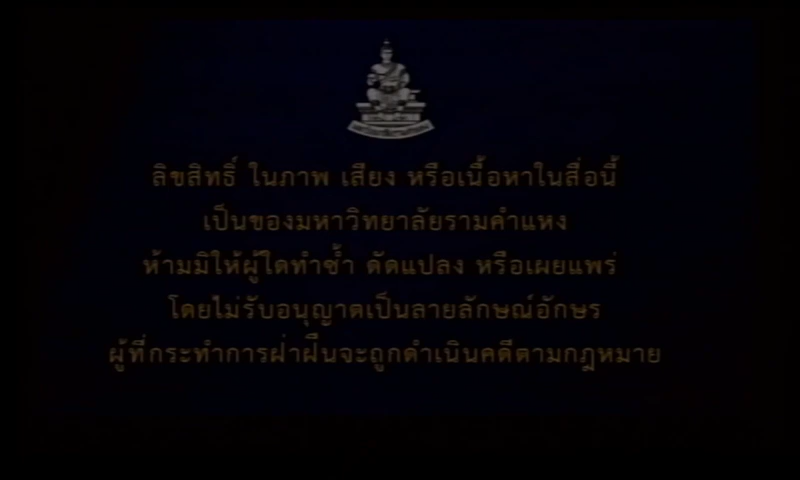 ลิขสิทธิ์ ในภาพ เสียง หรือเนื้อหาในสื่อนี้
เป็นของมหาวิทยาลัยรามคำแหง
ห้ามมิให้ผู้ใดทำซ้ำ ดัดแปลง หรือเผยแพร่
โดยไม่รับอนุญาตเป็นลายลักษณ์อักษร
ผู้ที่กระทำการฝ่าฝืนจะถูกดำเนินคดีตามกฎหมาย